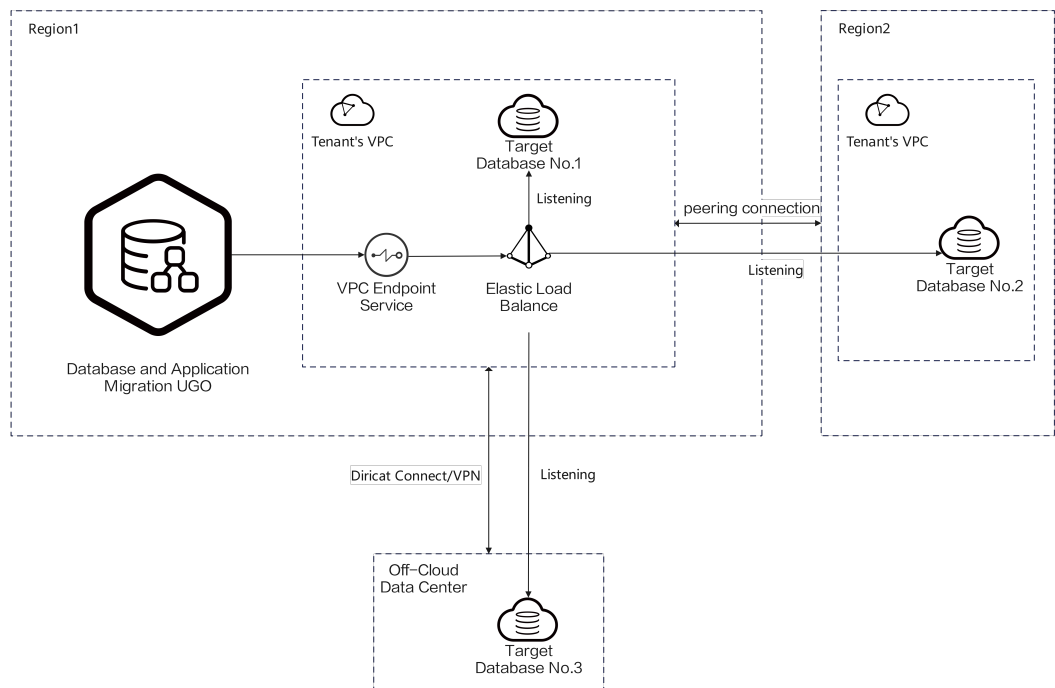 Region1
Region2
Tenant's VPC
Target
Database No.1
Tenant's VPC
Listening
peering connection
VPC Endpoint
Service
Elastic Load
Balance
Listening
Target
Database No.2
Database and Application
Migration UGO
Diricat Connect/VPN
Listening
Off-Cloud
Data Center
Target
Database No.3